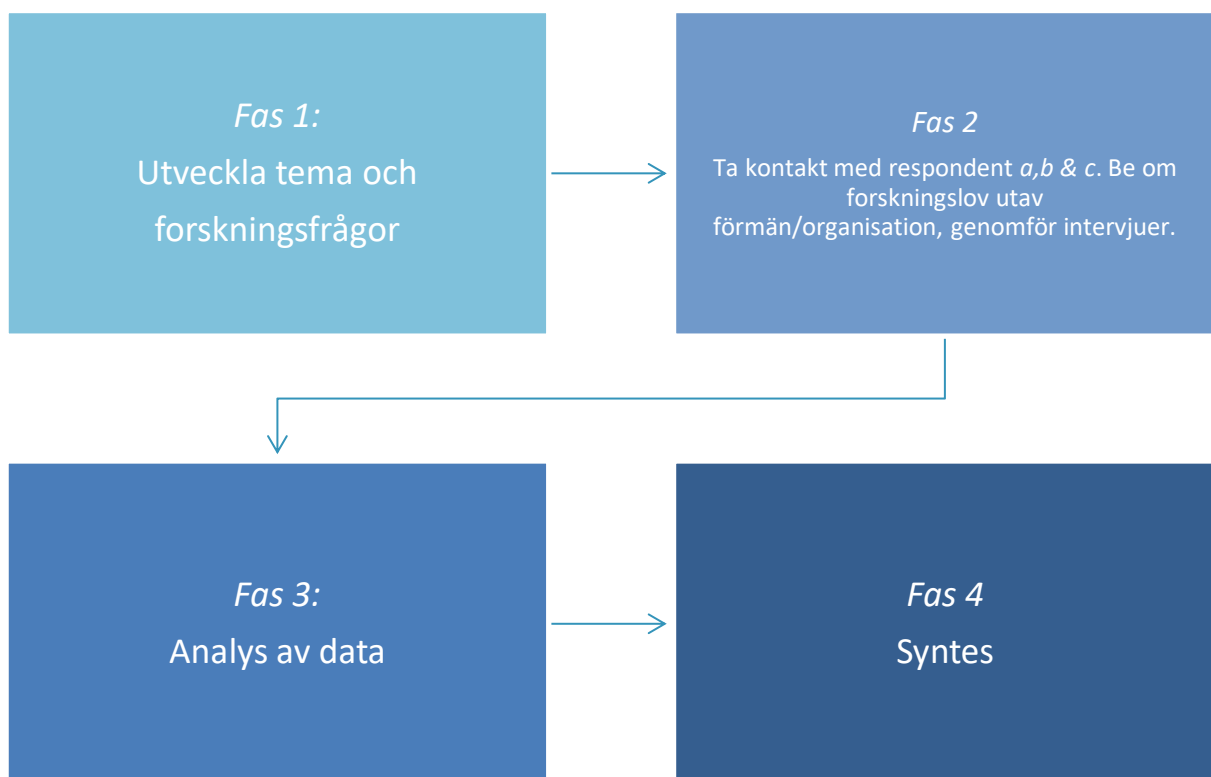 Fas 1:
Utveckla tema och
forskningsfrågor
Fas 2
Ta kontakt med respondent a,b & c. Be om
forskningslov utav
förmän/organisation, genomför intervjuer.
Fas 3:
Analys av data
Fas 4
Syntes